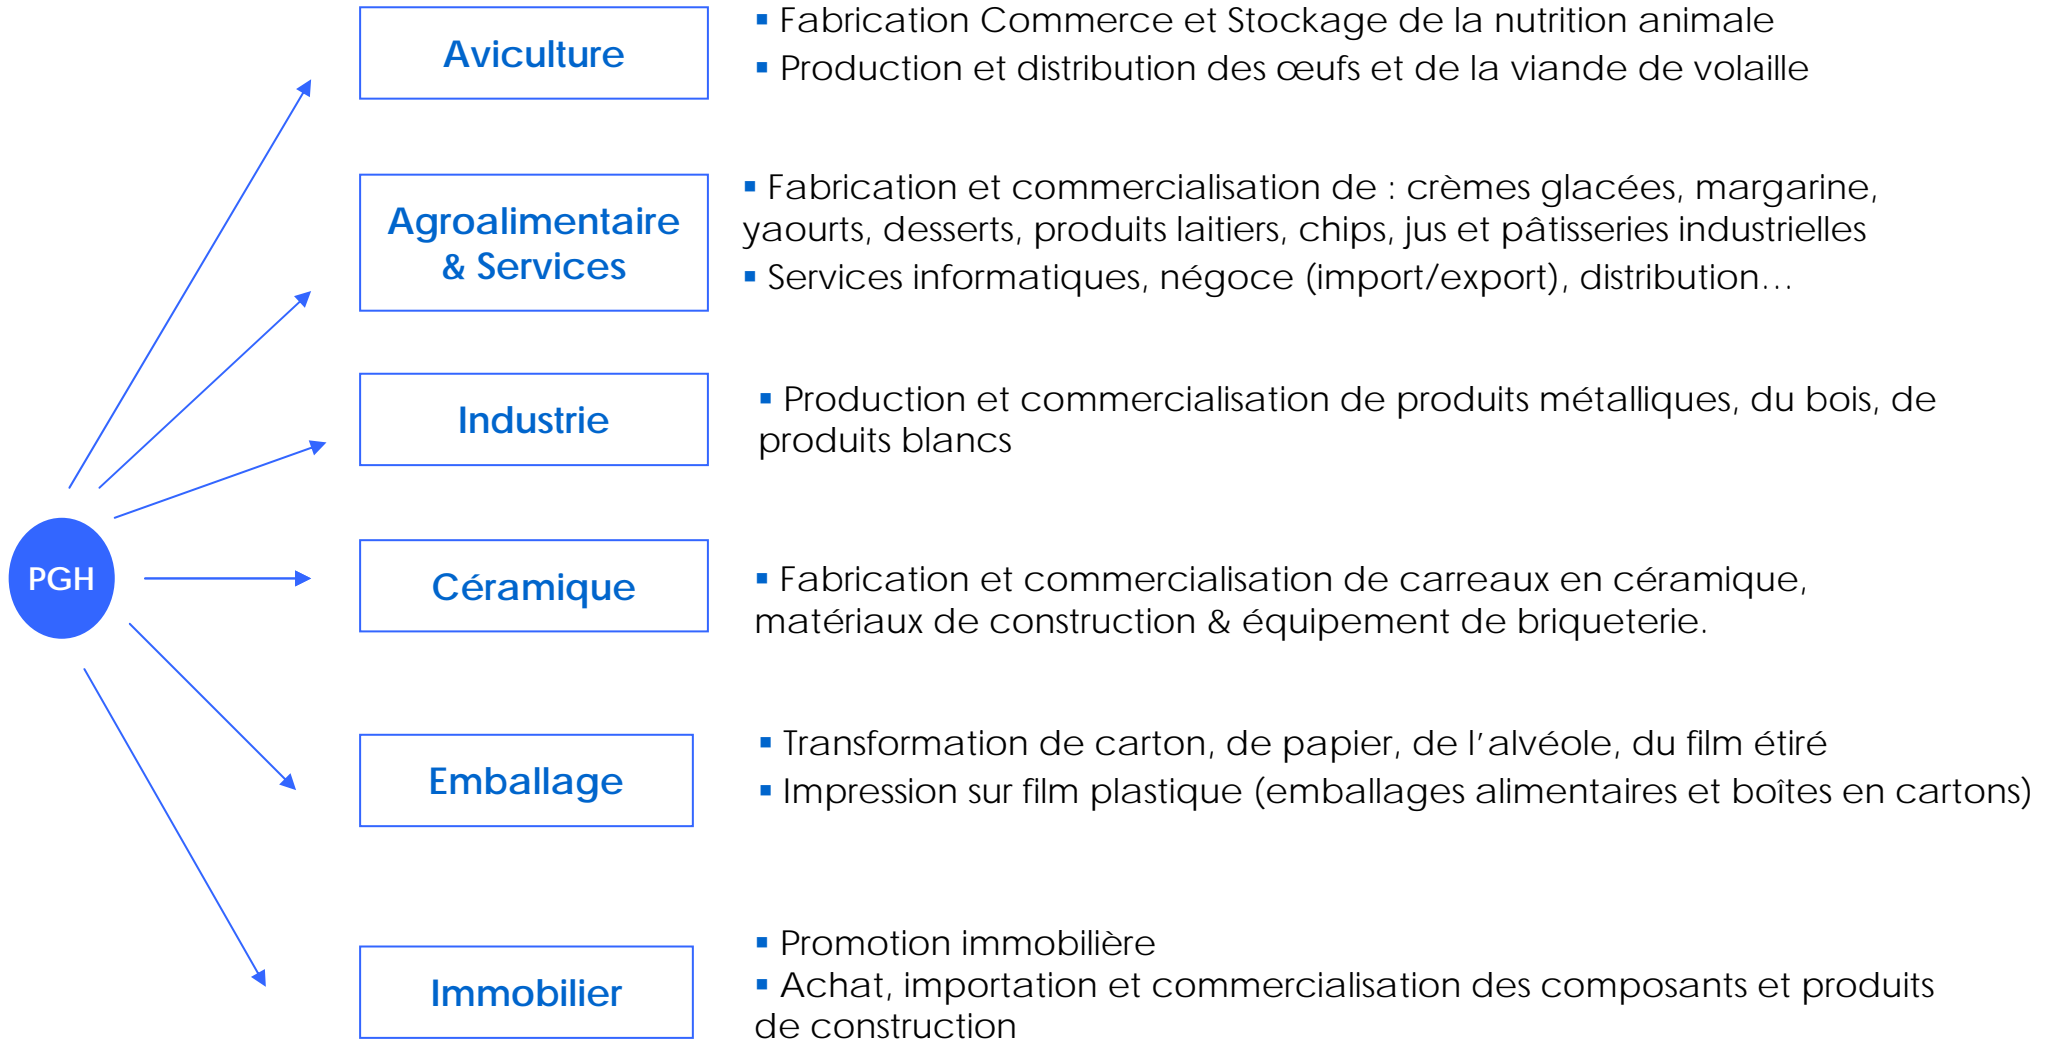 Aviculture
▪ Fabrication Commerce et Stockage de la nutrition animale
▪ Production et distribution des œufs et de la viande de volaille
Agroalimentaire
& Services
▪ Fabrication et commercialisation de : crèmes glacées, margarine,
yaourts, desserts, produits laitiers, chips, jus et pâtisseries industrielles
▪ Services informatiques, négoce (import/export), distribution…
Industrie
▪ Production et commercialisation de produits métalliques, du bois, de
produits blancs
PGH
Céramique
▪ Fabrication et commercialisation de carreaux en céramique,
matériaux de construction & équipement de briqueterie.
Emballage
▪ Transformation de carton, de papier, de l’alvéole, du film étiré
▪ Impression sur film plastique (emballages alimentaires et boîtes en cartons)
Immobilier
▪ Promotion immobilière
▪ Achat, importation et commercialisation des composants et produits
de construction